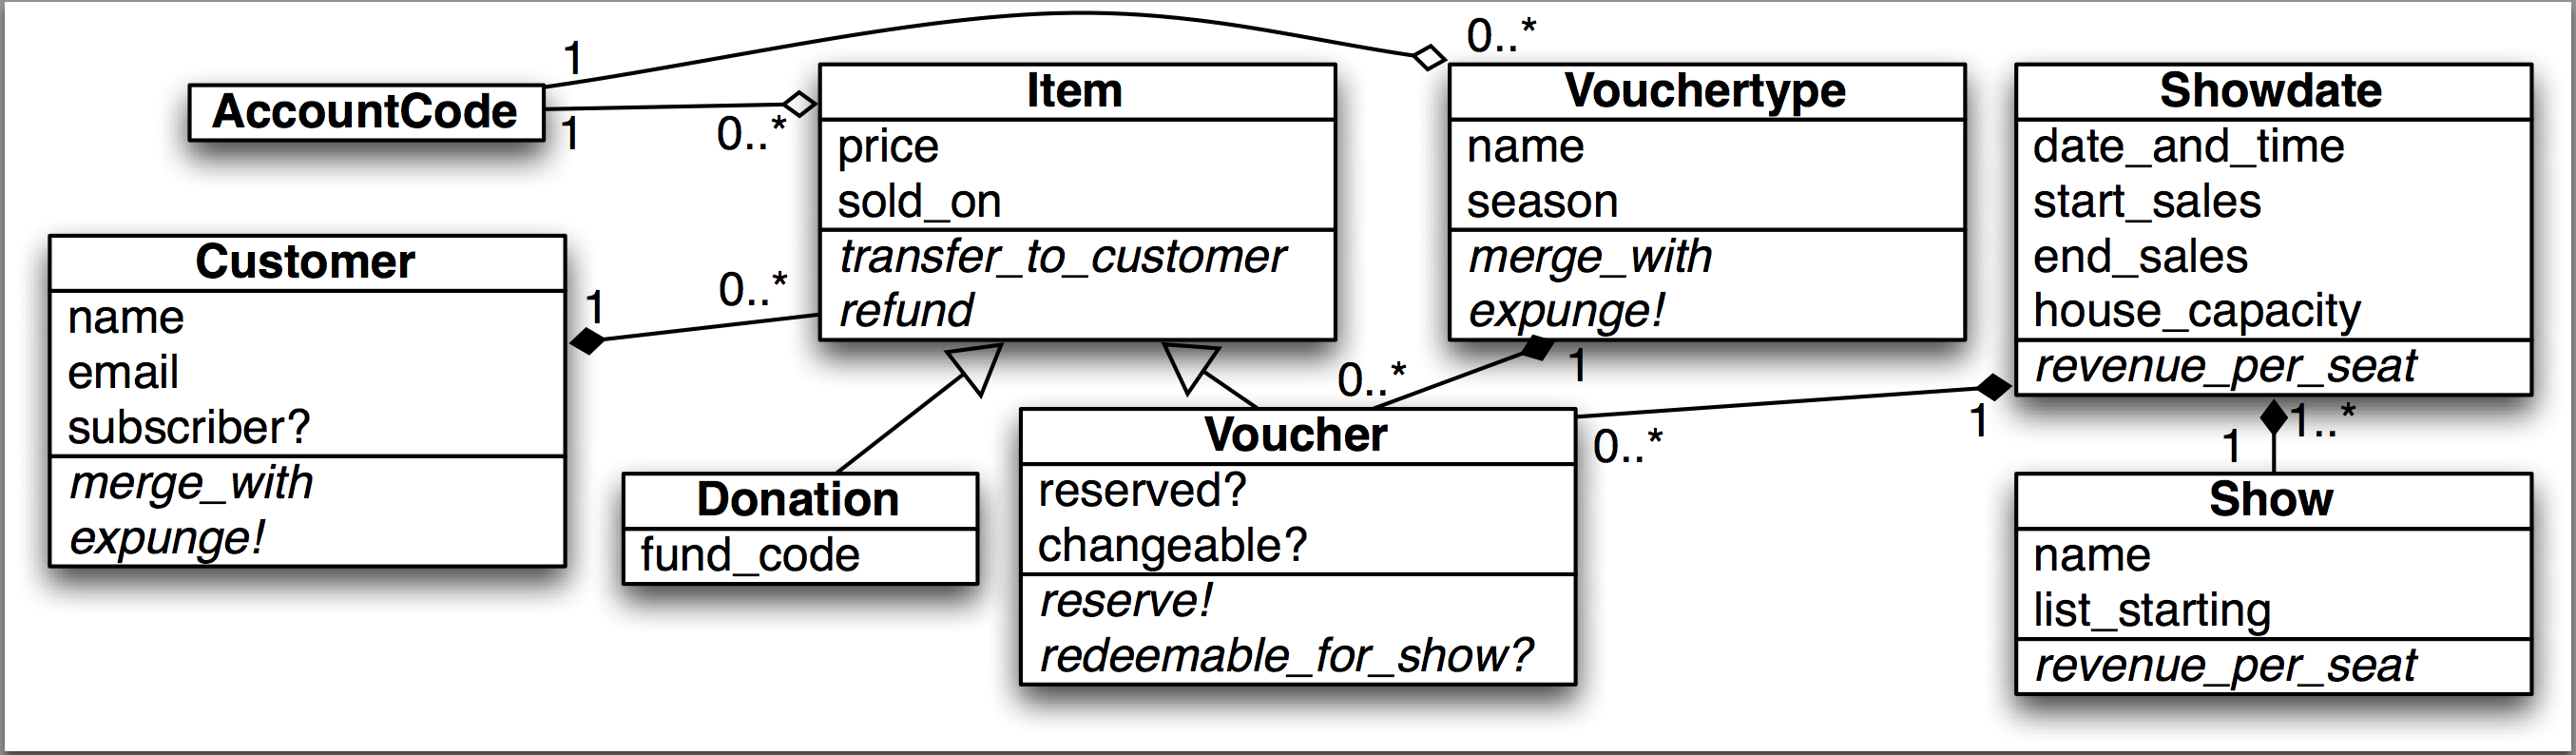 1
0..*
AccountCode
1
0..*
Item
price
sold_on
transfer_to_customer
refund
Vouchertype
name
season
merge_with
expunge!
Showdate
date_and_time
start_sales
end_sales
house_capacity
revenue_per_seat
Customer
name
email
subscriber?
merge_with
expunge!
1
0..*
0..*
1
0..*
1
1..*
1
Donation
fund_code
Voucher
reserved?
changeable?
reserve!
redeemable_for_show?
Show
name
list_starting
revenue_per_seat